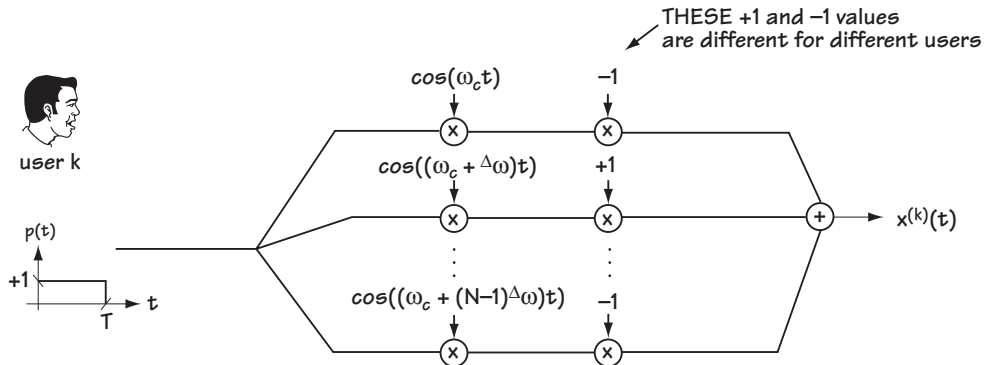 THESE +1 and –1 values
are different for different users
cos(ω_c t)
–1
user k
cos((ω_c + Δω)t)
+1
p(t)
+1
t
T
x^(k)(t)
cos((ω_c + (N–1)Δω)t)
–1
x
x
x
x
x
x
+